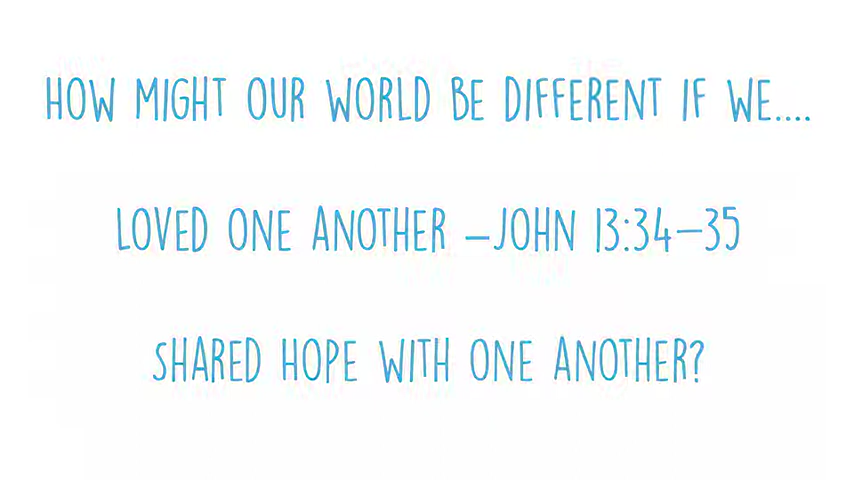 HOW MIGHT OUR WORLD BE DIFFERENT IF WE....
LOVED ONE ANOTHER –JOHN 13:34–35
SHARED HOPE WITH ONE ANOTHER?